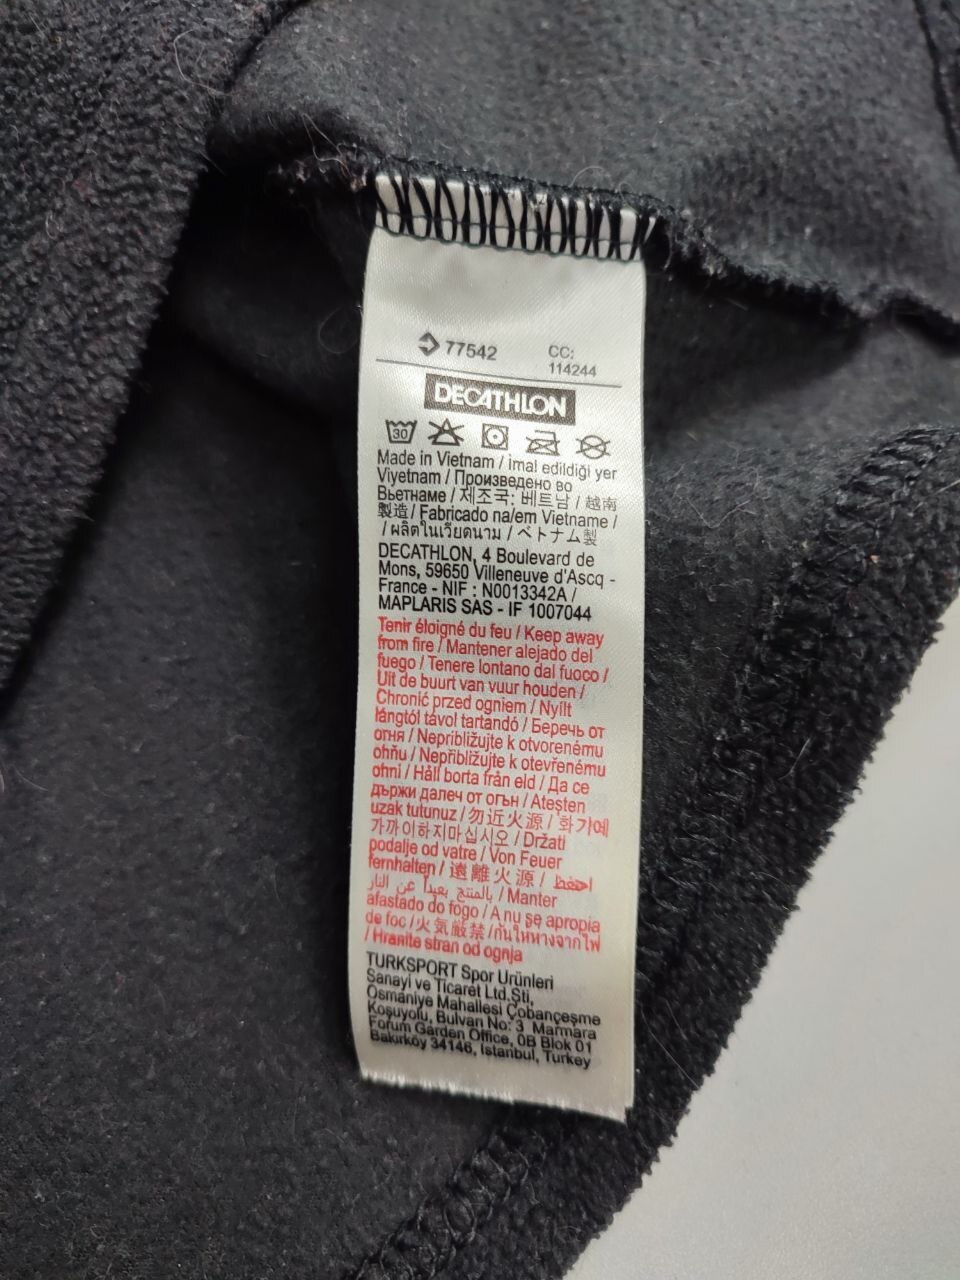 77542
CC:
114244
DECATHLON
30
Made in Vietnam / İmal edildiği yer
Viyetnam / Произведено во
Вьетнаме / 제조국: 베트남 / 越南
製造 / Fabricado na/em Vietname /
/ ผลิตในเวียดนาม / ベトナム製
DECATHLON, 4 Boulevard de
Mons, 59650 Villeneuve d'Ascq -
France - NIF : N0013342A /
MAPLARIS SAS - IF 1007044
Tenir éloigné du feu / Keep away
from fire / Mantener alejado del
fuego / Tenere lontano dal fuoco /
Uit de buurt van vuur houden /
Chronić przed ogniem / Nyílt
lángtól távol tartandó / Беречь от
огня / Nepribližujte k otvorenému
ohňu / Nepřibližujte k otevřenému
ohni / Håll borta från eld / Да се
държи далеч от огън / Ateşten
uzak tutunuz / 勿近火源 / 화기에
가까이하지마십시오 / Držati
podalje od vatre / Von Feuer
fernhalten / 遠離火源 / احتفظ
بالمنتج بعيداً عن النار / Manter
afastado do fogo / A nu se apropia
de foc / 火気厳禁 / กันให้ห่างจากไฟ
/ Hranite stran od ognja
TURKSPORT Spor Ürünleri
Sanayi ve Ticaret Ltd.Şti,
Osmaniye Mahallesi Çobançeşme
Koşuyolu, Bulvarı No: 3 Marmara
Forum Garden Office, 0B Blok 01
Bakırköy 34146, İstanbul, Turkey